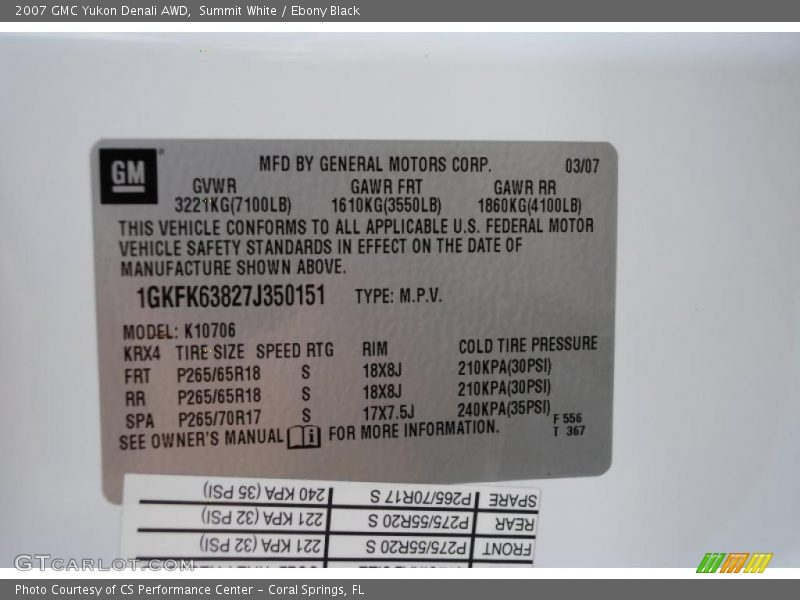 2007 GMC Yukon Denali AWD,  Summit White / Ebony Black
GM
MFD BY GENERAL MOTORS CORP. 03/07
GVWR GAWR FRT GAWR RR
3221KG(7100LB) 1610KG(3550LB) 1860KG(4100LB)
THIS VEHICLE CONFORMS TO ALL APPLICABLE U.S. FEDERAL MOTOR
VEHICLE SAFETY STANDARDS IN EFFECT ON THE DATE OF
MANUFACTURE SHOWN ABOVE.
1GKFK63827J350151 TYPE: M.P.V.
MODEL: K10706
KRX4 TIRE SIZE SPEED RTG RIM COLD TIRE PRESSURE
FRT P265/65R18 S 18X8J 210KPA(30PSI)
RR P265/65R18 S 18X8J 210KPA(30PSI)
SPA P265/70R17 S 17X7.5J 240KPA(35PSI)
F 556
SEE OWNER'S MANUAL i FOR MORE INFORMATION.
T 367
SPARE P265/70R17 S 240 KPA (35 PSI)
REAR P275/55R20 S 221 KPA (32 PSI)
FRONT P275/55R20 S 221 KPA (32 PSI)
GTCarLot.com
Photo Courtesy of CS Performance Center - Coral Springs, FL